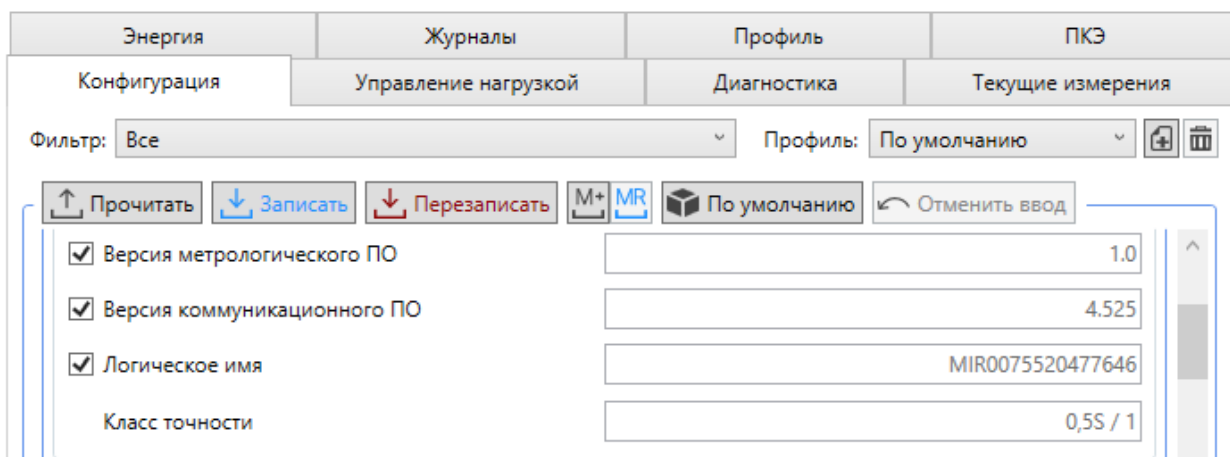 Энергия Журналы Профиль ПКЭ
Конфигурация Управление нагрузкой Диагностика Текущие измерения
Фильтр: Все Профиль: По умолчанию
Прочитать Записать Перезаписать M+ MR По умолчанию Отменить ввод
Версия метрологического ПО 1.0
Версия коммуникационного ПО 4.525
Логическое имя MIR0075520477646
Класс точности 0,5S / 1